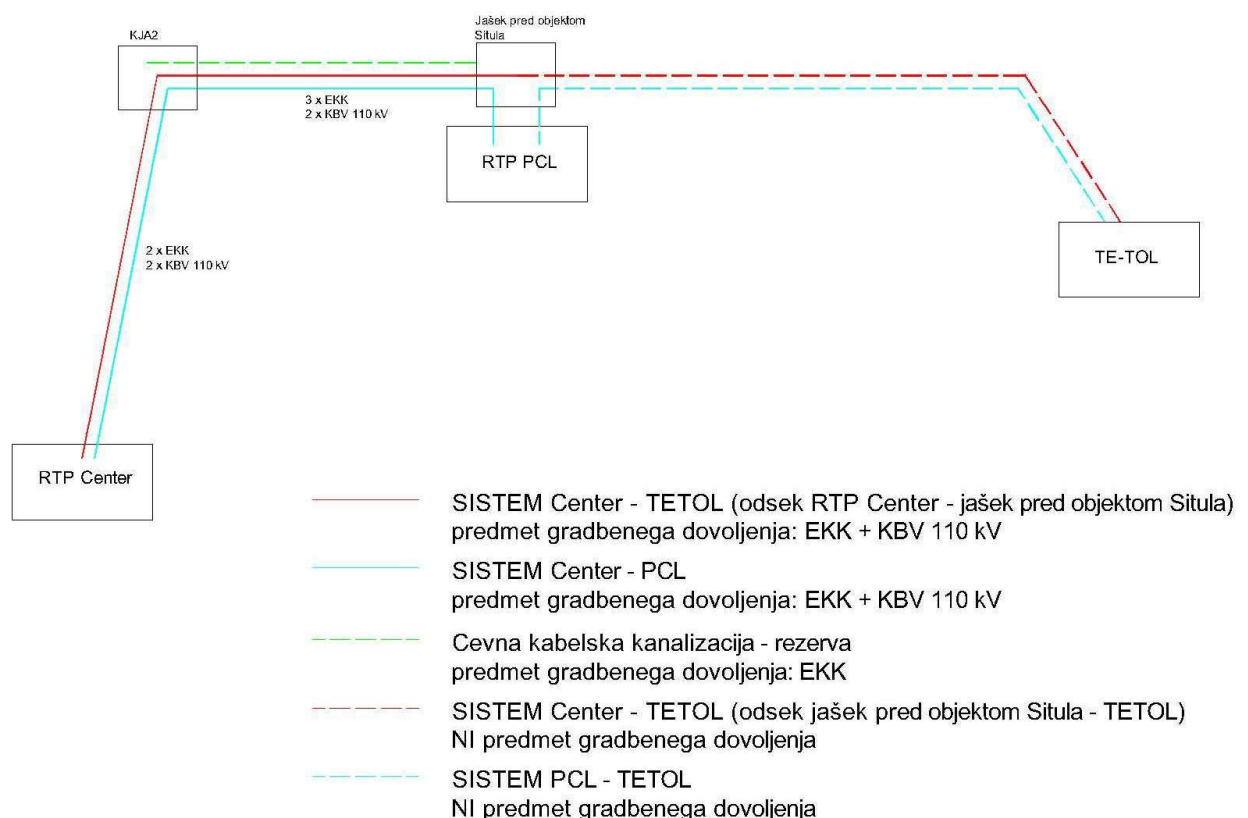 Jašek pred objektom
Situla
KJA2
3 x EKK
2 x KBV 110 kV
RTP PCL
2 x EKK
2 x KBV 110 kV
TE-TOL
RTP Center
SISTEM Center - TETOL (odsek RTP Center - jašek pred objektom Situla)
predmet gradbenega dovoljenja: EKK + KBV 110 kV
SISTEM Center - PCL
predmet gradbenega dovoljenja: EKK + KBV 110 kV
Cevna kabelska kanalizacija - rezerva
predmet gradbenega dovoljenja: EKK
SISTEM Center - TETOL (odsek jašek pred objektom Situla - TETOL)
NI predmet gradbenega dovoljenja
SISTEM PCL - TETOL
NI predmet gradbenega dovoljenja